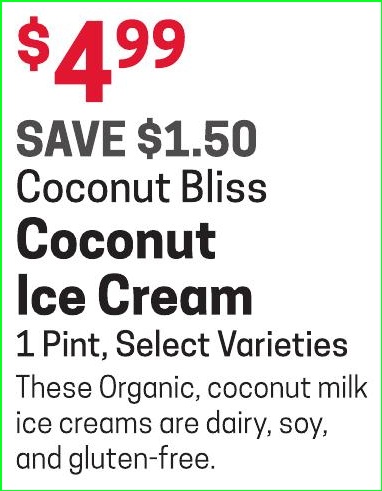 $4.99
SAVE $1.50
Coconut Bliss
Coconut
Ice Cream
1 Pint, Select Varieties
These Organic, coconut milk
ice creams are dairy, soy,
and gluten-free.